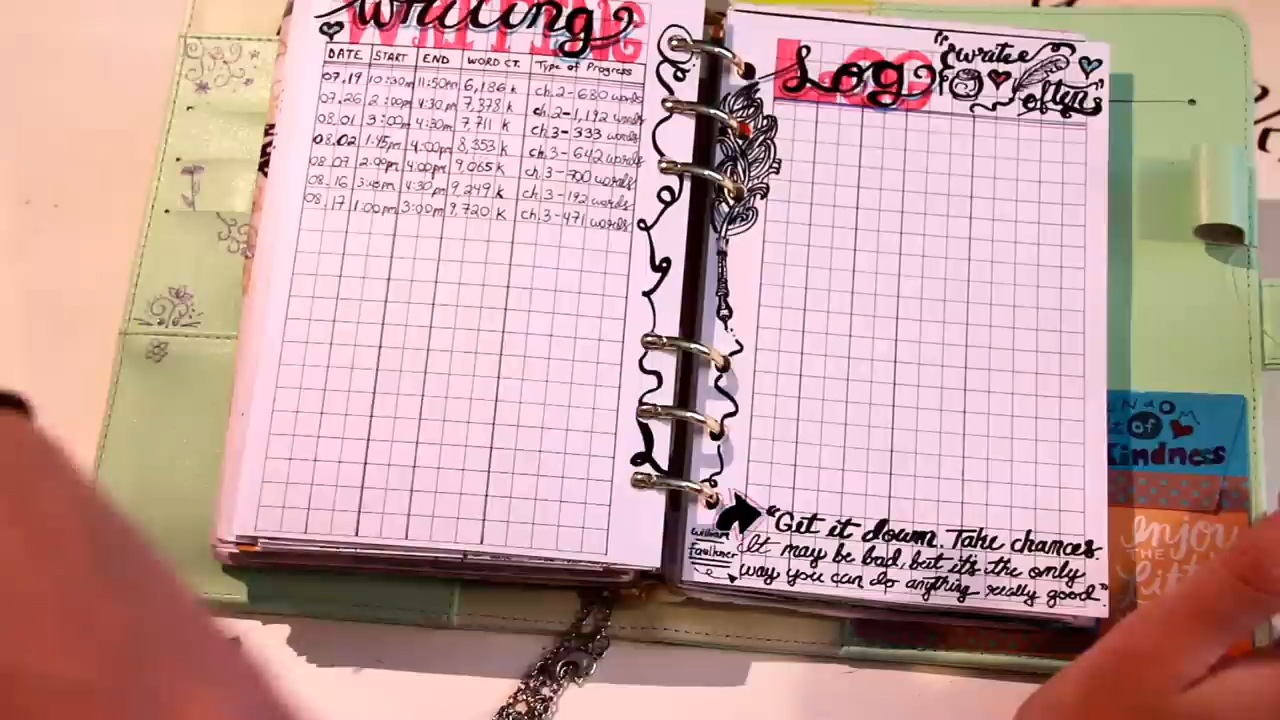 writing
DATE START END WORD CT. Type of Progress
07.19 10:30am 11:50am 6,186 k ch.2-680 words
07.26 2:00pm 4:30pm 7,378 k ch.2-1,192 words
08.01 3:00pm 4:30pm 7,711 k ch.3-333 words
08.02 1:45pm 4:00pm 8,353 k ch.3-642 words
08.07 2:00pm 4:00pm 9,065 k ch.3-700 words
08.16 3:45pm 4:30pm 9,249 k ch.3-192 words
08.17 1:00pm 3:00pm 9,720 k ch.3-471 words
Log
"write
often"
"Get it down. Take chances
It may be bad, but it's the only
way you can do anything really good."
William
Faulkner
of
Kindness
enjoy
THE